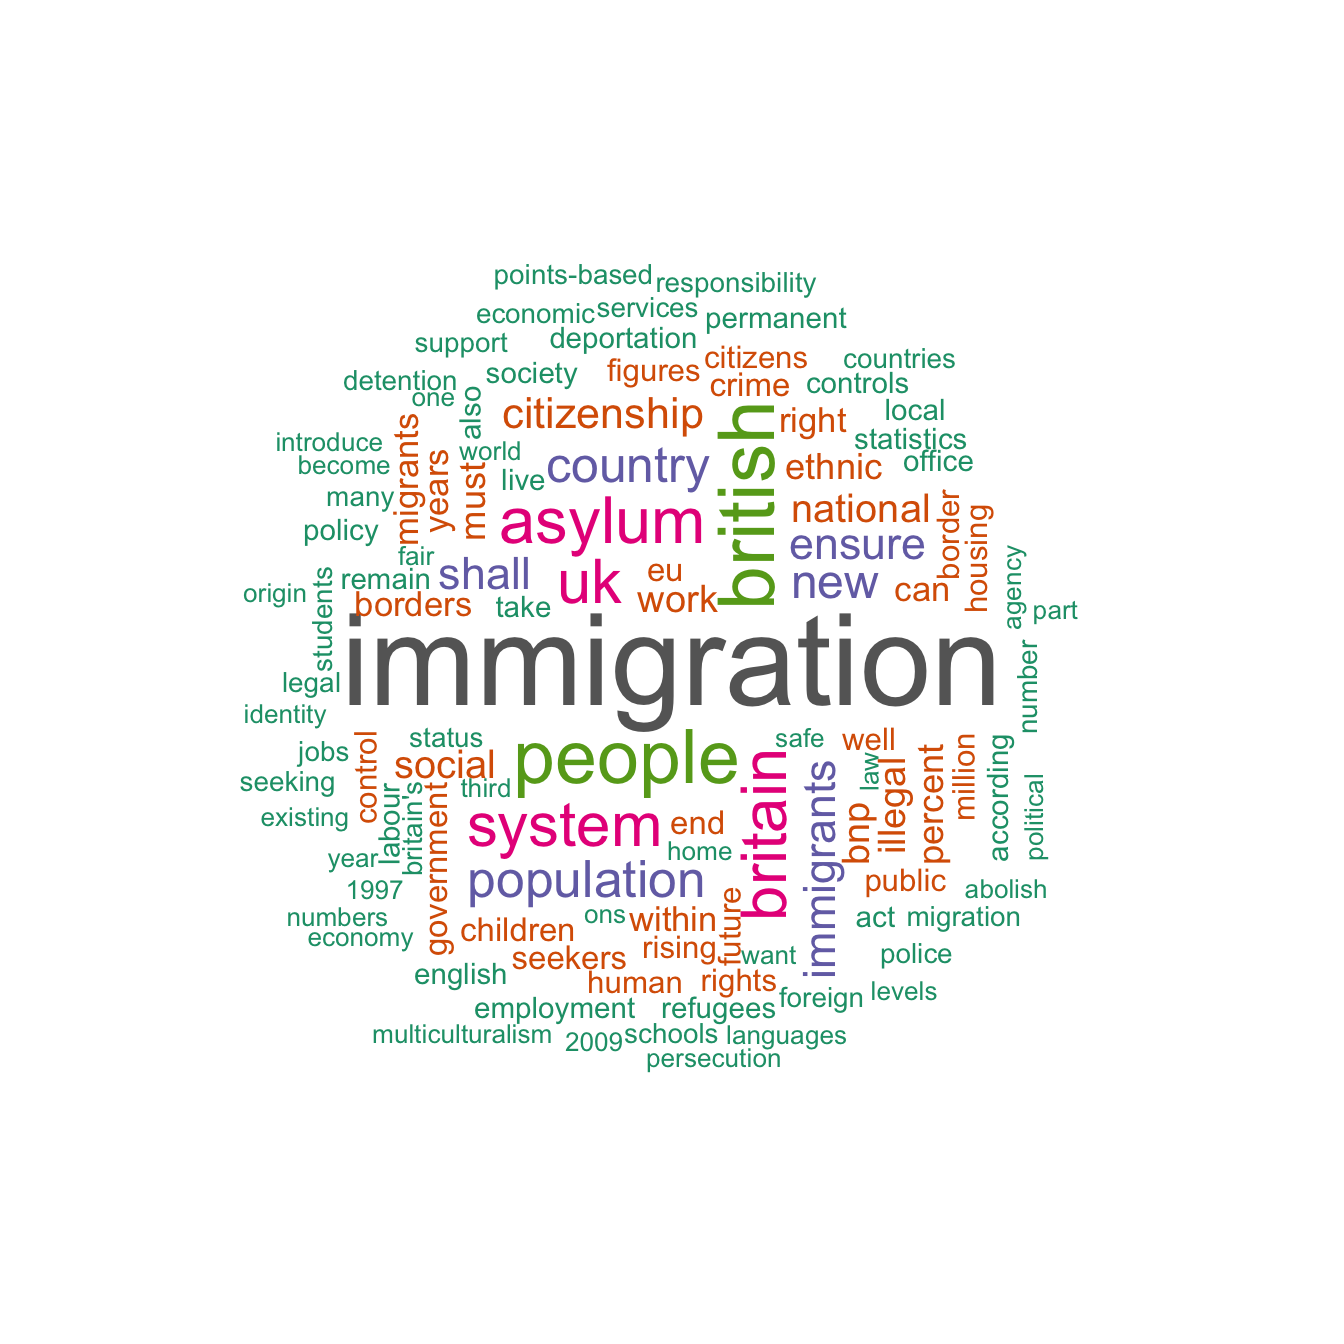 points-based
responsibility
economic
services
permanent
support
deportation
citizens
countries
detention
society
figures
crime
controls
one
also
citizenship
british
right
local
introduce
migrants
world
statistics
become
years
must
live
country
ethnic
office
many
asylum
national
border
housing
policy
ensure
fair
shall
uk
eu
new
agency
origin
students
remain
borders
take
work
can
part
immigration
legal
number
identity
jobs
control
status
people
safe
well
million
according
seeking
social
third
britain
immigrants
law
illegal
percent
political
existing
labour
britain's
government
system
end
bnp
year
home
1997
population
public
abolish
numbers
economy
children
ons
within
future
act
migration
seekers
rising
want
police
english
human
rights
foreign
levels
employment
refugees
multiculturalism
2009
schools
languages
persecution